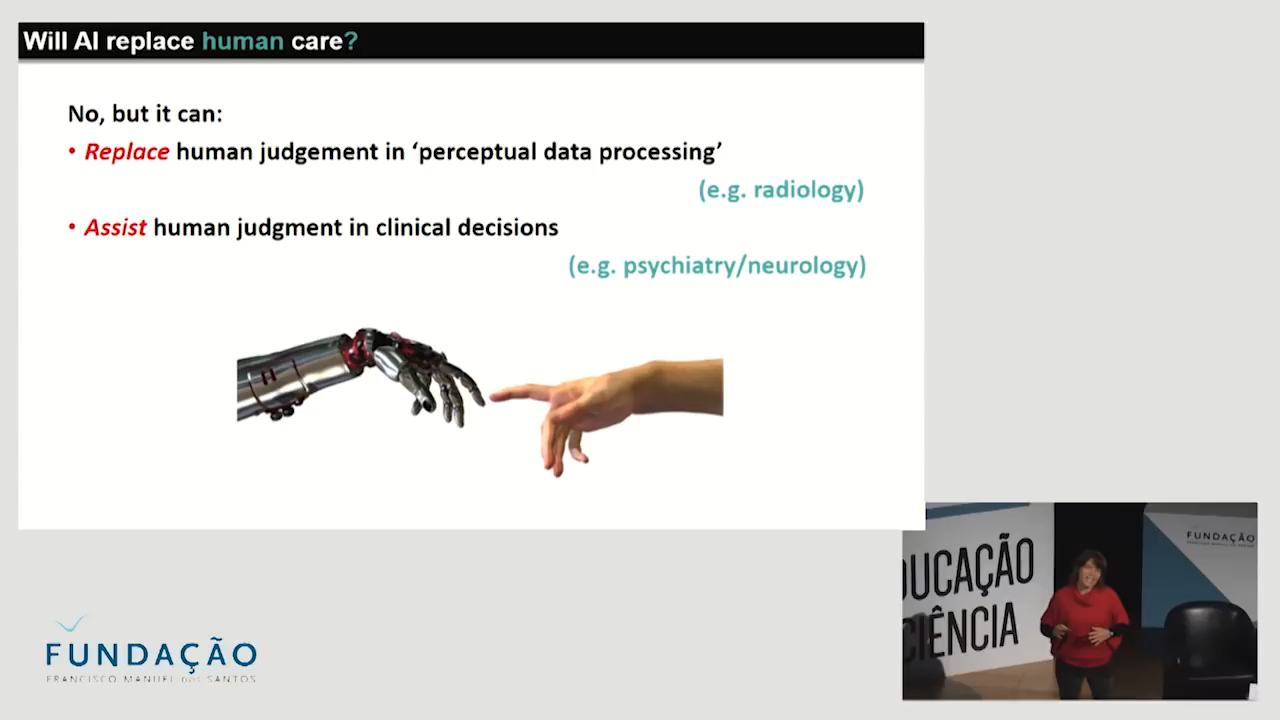 Will AI replace human care?
No, but it can:
• Replace human judgement in ‘perceptual data processing’
(e.g. radiology)
• Assist human judgment in clinical decisions
(e.g. psychiatry/neurology)
FUNDAÇÃO
FRANCISCO MANUEL DOS SANTOS
DUCAÇÃO
CIÊNCIA
FUNDAÇÃO